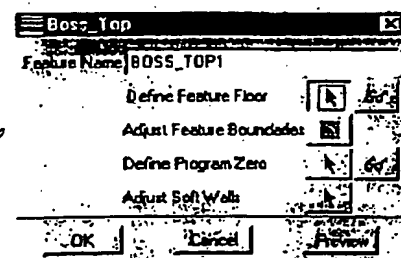 Boss_Top
Feature Name BOSS_TOP1
Define Feature Floor
Adjust Feature Boundaries
Define Program Zero
Adjust Soft Walls
OK Cancel Preview